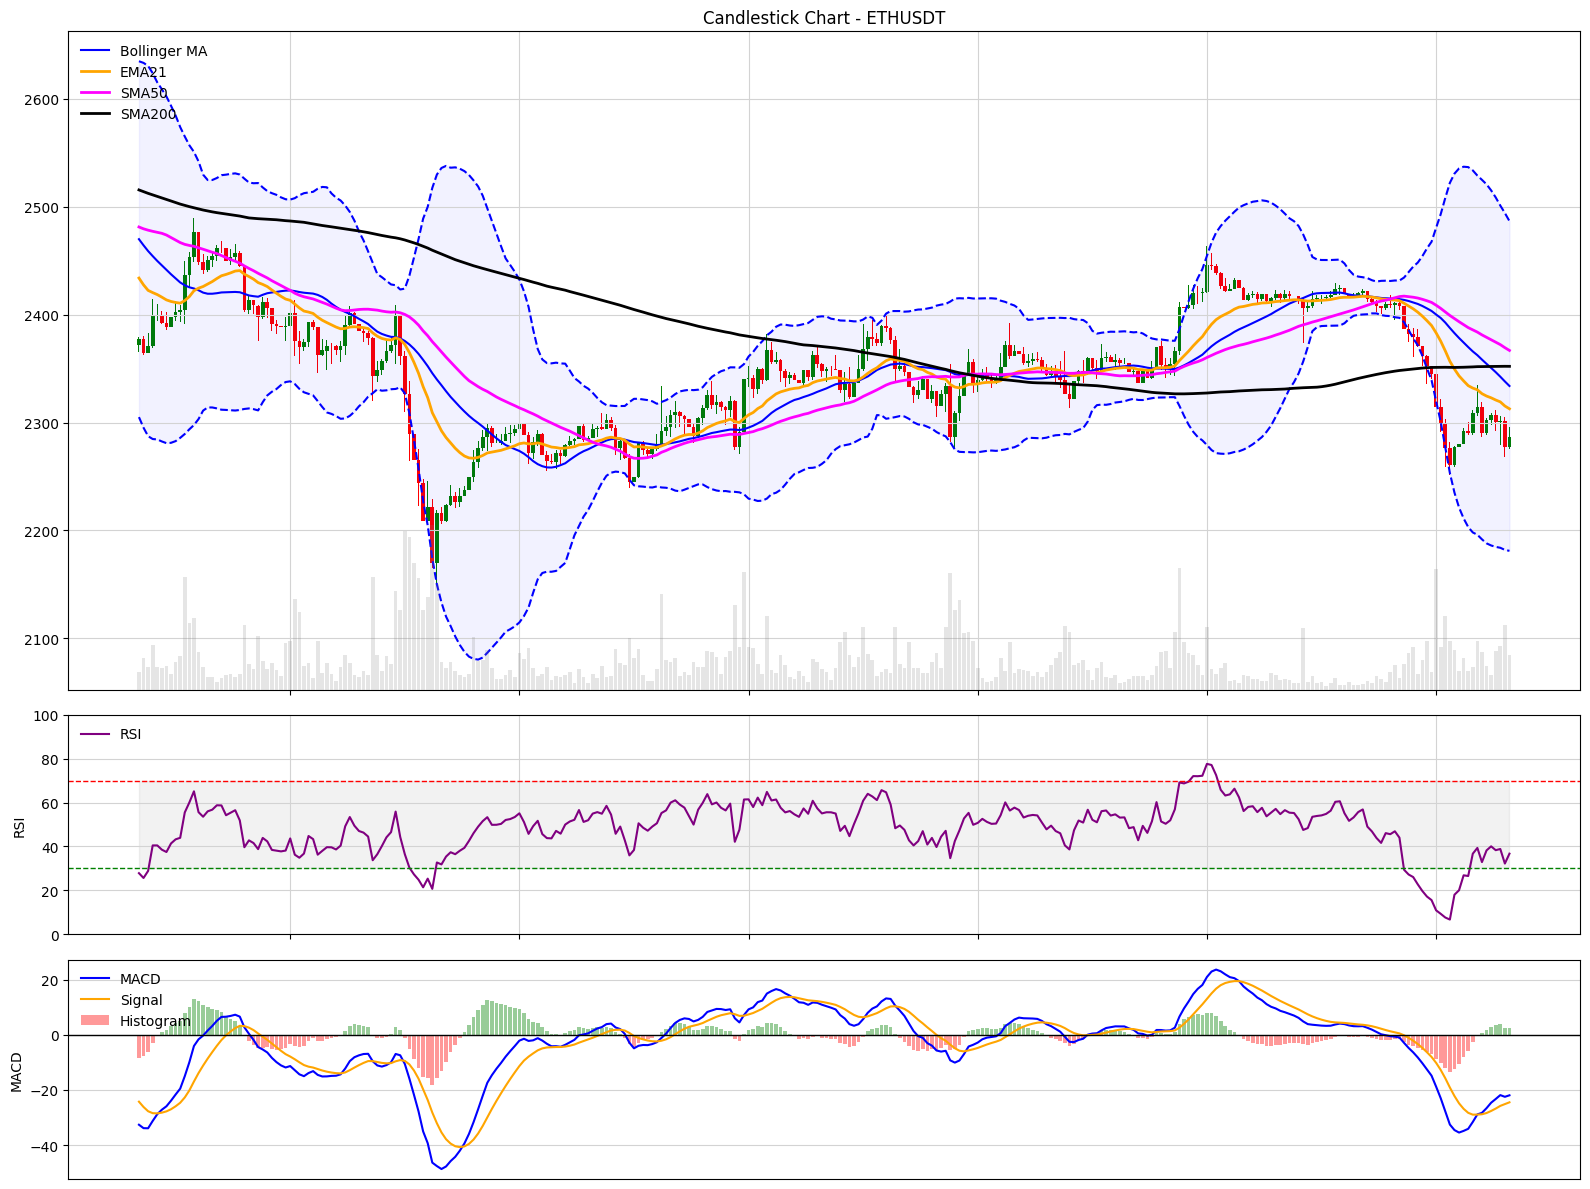 Candlestick Chart - ETHUSDT
Bollinger MA
EMA21
SMA50
SMA200
2600
2500
2400
2300
2200
2100
RSI
100
80
60
40
20
0
RSI
MACD
Signal
Histogram
20
0
−20
−40
MACD